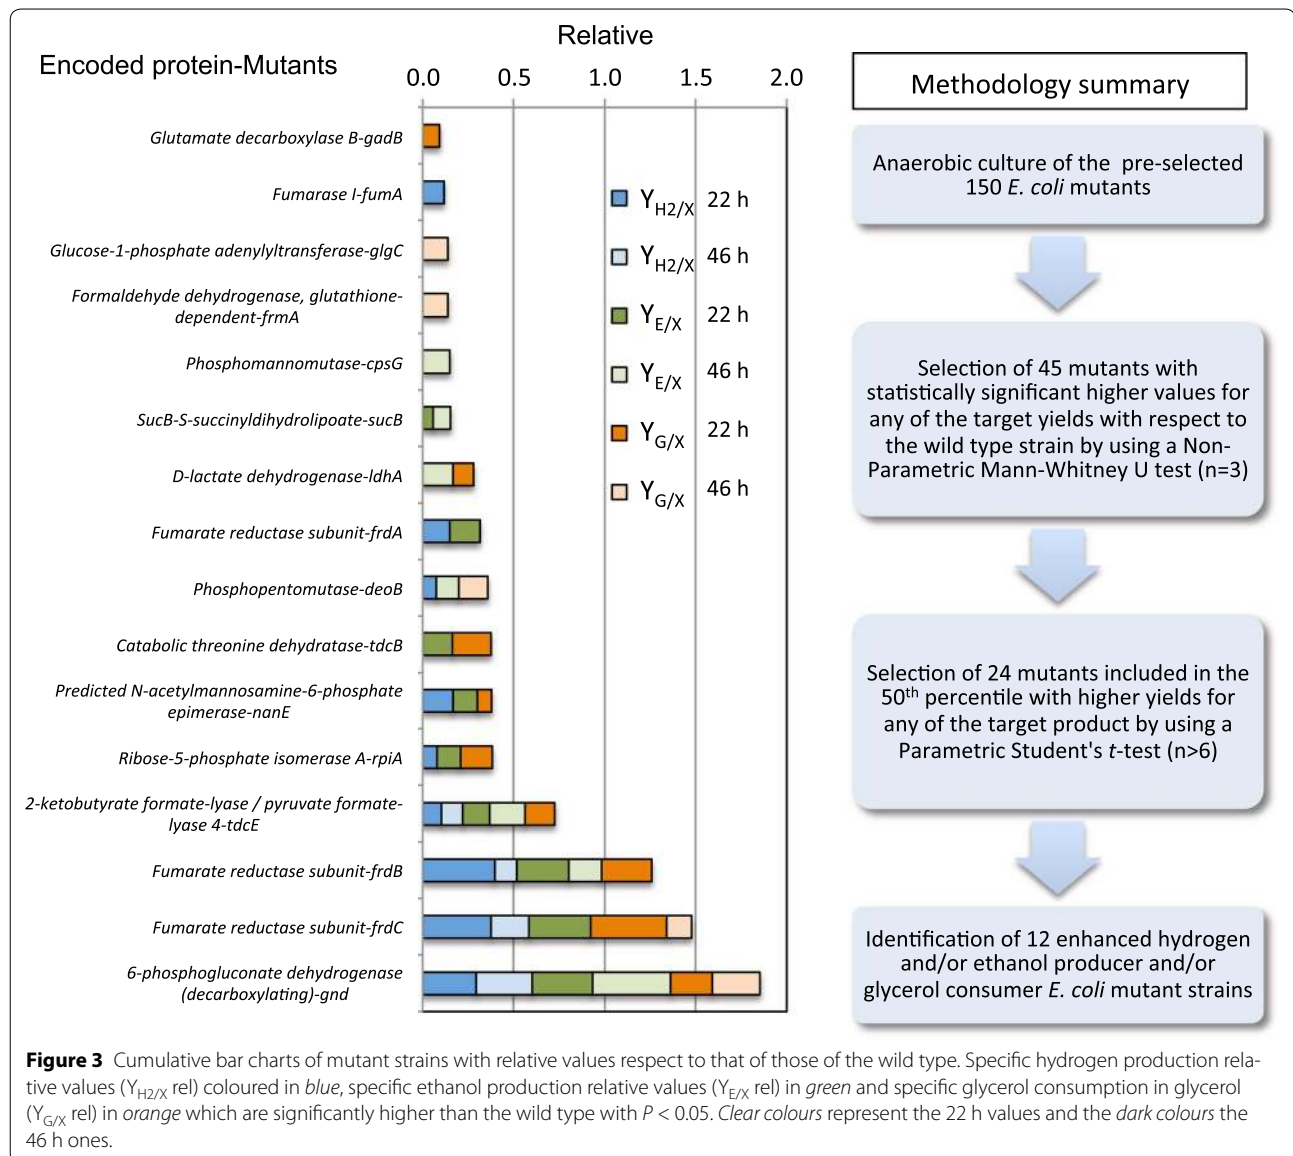 Relative
Encoded protein-Mutants
0.0 0.5 1.0 1.5 2.0
Glutamate decarboxylase B-gadB
Fumarase I-fumA
Glucose-1-phosphate adenylyltransferase-glgC
Formaldehyde dehydrogenase, glutathione-
dependent-frmA
Phosphomannomutase-cpsG
SucB-S-succinyldihydrolipoate-sucB
D-lactate dehydrogenase-ldhA
Fumarate reductase subunit-frdA
Phosphopentomutase-deoB
Catabolic threonine dehydratase-tdcB
Predicted N-acetylmannosamine-6-phosphate
epimerase-nanE
Ribose-5-phosphate isomerase A-rpiA
2-ketobutyrate formate-lyase / pyruvate formate-
lyase 4-tdcE
Fumarate reductase subunit-frdB
Fumarate reductase subunit-frdC
6-phosphogluconate dehydrogenase
(decarboxylating)-gnd
YH2/X 22 h
YH2/X 46 h
YE/X 22 h
YE/X 46 h
YG/X 22 h
YG/X 46 h
Methodology summary
Anaerobic culture of the pre-selected
150 E. coli mutants
Selection of 45 mutants with
statistically significant higher values for
any of the target yields with respect to
the wild type strain by using a Non-
Parametric Mann-Whitney U test (n=3)
Selection of 24 mutants included in the
50th percentile with higher yields for
any of the target product by using a
Parametric Student's t-test (n>6)
Identification of 12 enhanced hydrogen
and/or ethanol producer and/or
glycerol consumer E. coli mutant strains
Figure 3 Cumulative bar charts of mutant strains with relative values respect to that of those of the wild type. Specific hydrogen production rela-
tive values (YH2/X rel) coloured in blue, specific ethanol production relative values (YE/X rel) in green and specific glycerol consumption in glycerol
(YG/X rel) in orange which are significantly higher than the wild type with P < 0.05. Clear colours represent the 22 h values and the dark colours the
46 h ones.